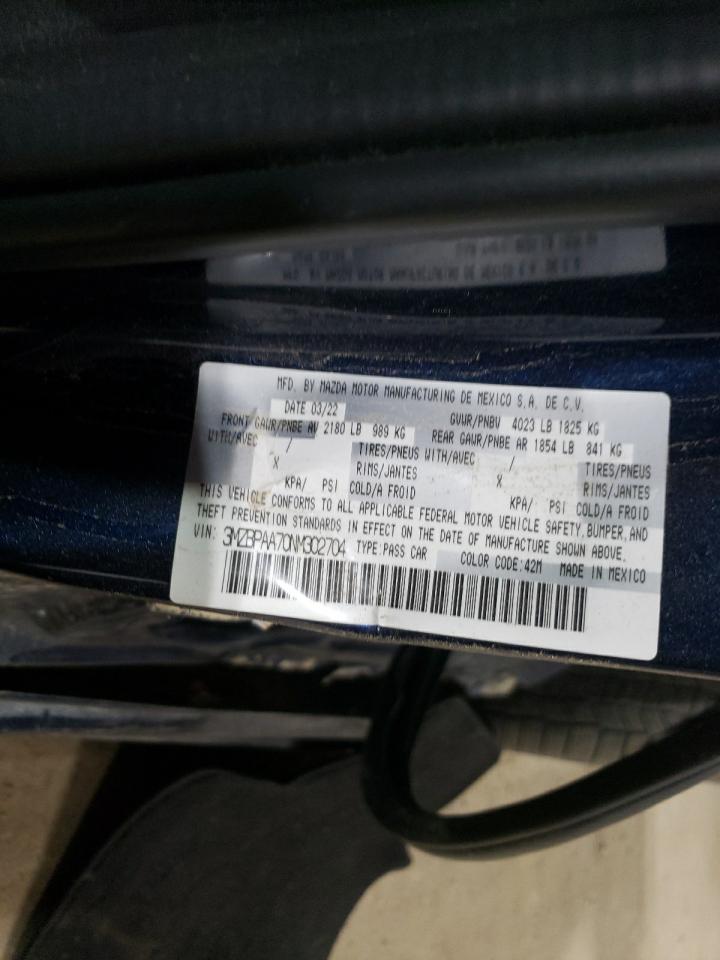 MFD. BY MAZDA MOTOR MANUFACTURING DE MEXICO S.A. DE C.V.
DATE 03/22 GVWR/PNBV 4023 LB 1825 KG
FRONT GAWR/PNBE AV 2180 LB 989 KG REAR GAWR/PNBE AR 1854 LB 841 KG
WITH/AVEC / TIRES/PNEUS WITH/AVEC / TIRES/PNEUS
X RIMS/JANTES X RIMS/JANTES
KPA/ PSI COLD/A FROID KPA/ PSI COLD/A FROID
THIS VEHICLE CONFORMS TO ALL APPLICABLE FEDERAL MOTOR VEHICLE SAFETY, BUMPER, AND
THEFT PREVENTION STANDARDS IN EFFECT ON THE DATE OF MANUFACTURE SHOWN ABOVE.
VIN: 3MZBPAA70NM302704 TYPE:PASS CAR COLOR CODE:42M MADE IN MEXICO